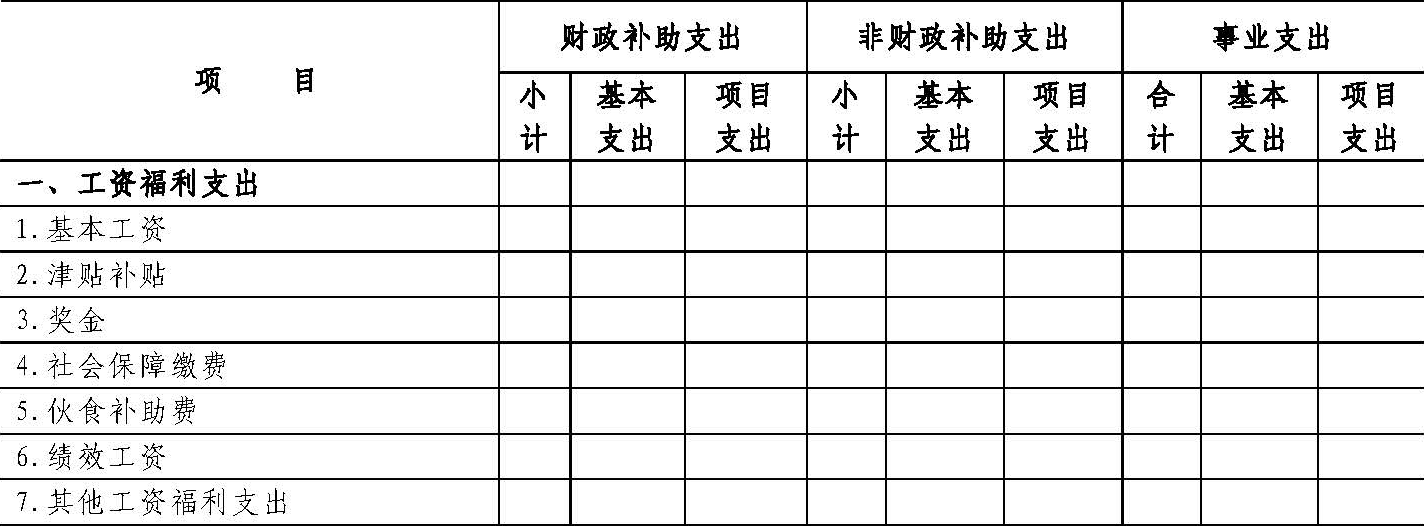 项 目 财政补助支出 非财政补助支出 事业支出
小计 基本支出 项目支出 小计 基本支出 项目支出 合计 基本支出 项目支出
一、工资福利支出
1.基本工资
2.津贴补贴
3.奖金
4.社会保障缴费
5.伙食补助费
6.绩效工资
7.其他工资福利支出